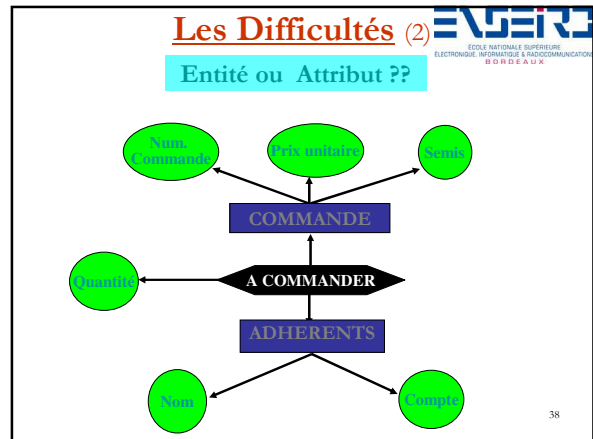 Les Difficultés (2)
ENSEIRB
ÉCOLE NATIONALE SUPÉRIEURE
ÉLECTRONIQUE, INFORMATIQUE & RADIOCOMMUNICATIONS
BORDEAUX
Entité ou Attribut ??
Num.
Commande
Prix unitaire
Semis
COMMANDE
Quantité
A COMMANDER
ADHERENTS
Nom
Compte
38